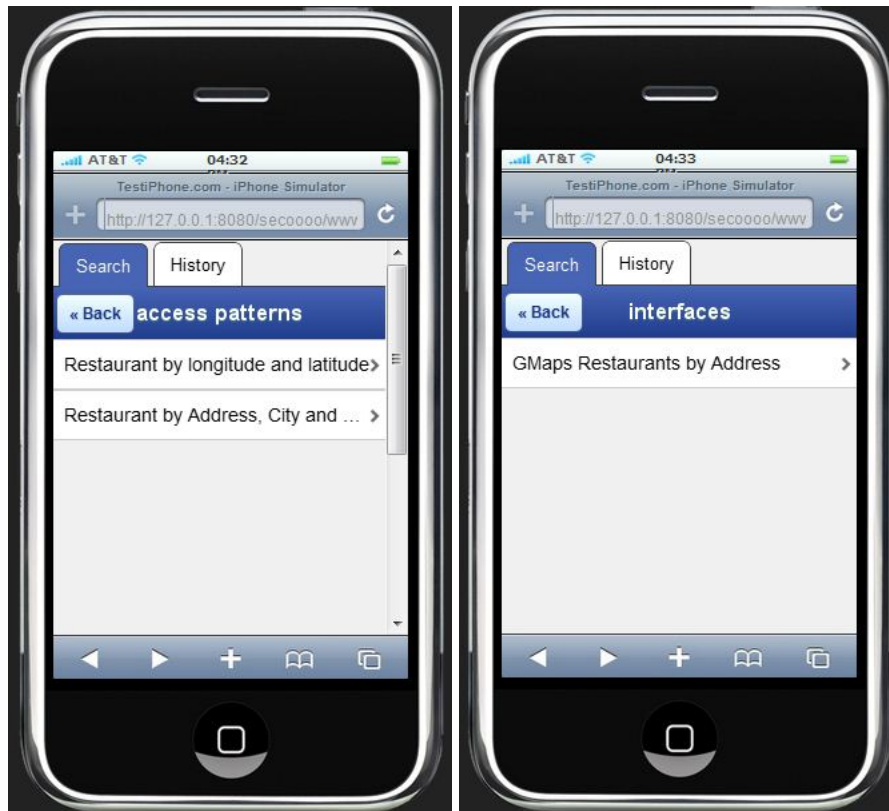 AT&T 04:32
TestiPhone.com - iPhone Simulator
http://127.0.0.1:8080/secoooo/www
Search History
« Back access patterns
Restaurant by longitude and latitude
Restaurant by Address, City and ...
AT&T 04:33
TestiPhone.com - iPhone Simulator
http://127.0.0.1:8080/secoooo/www
Search History
« Back interfaces
GMaps Restaurants by Address